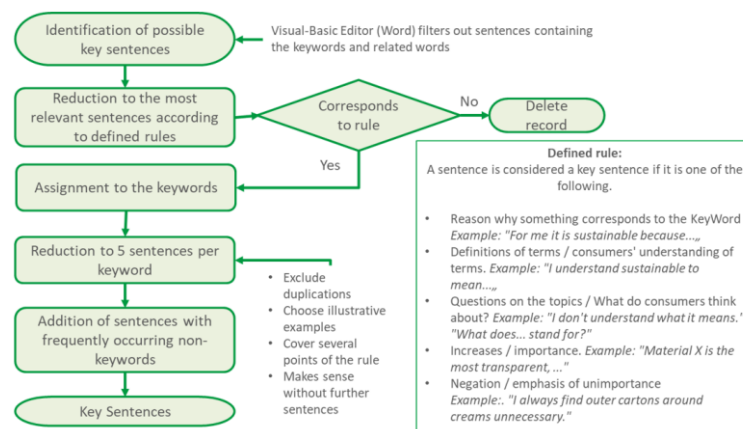 Identification of possible
key sentences
Visual-Basic Editor (Word) filters out sentences containing
the keywords and related words
Reduction to the most
relevant sentences according
to defined rules
Corresponds
to rule
No
Delete
record
Yes
Assignment to the keywords
Reduction to 5 sentences per
keyword
• Exclude
duplications
• Choose illustrative
examples
• Cover several
points of the rule
• Makes sense
without further
sentences
Addition of sentences with
frequently occurring non-
keywords
Key Sentences
Defined rule:
A sentence is considered a key sentence if it is one of the
following.
• Reason why something corresponds to the KeyWord
Example: "For me it is sustainable because...„
• Definitions of terms / consumers' understanding of
terms. Example: "I understand sustainable to
mean...„
• Questions on the topics / What do consumers think
about? Example: "I don't understand what it means.'
"What does... stand for?"
• Increases / importance. Example: "Material X is the
most transparent, ..."
• Negation / emphasis of unimportance
Example:. "I always find outer cartons around
creams unnecessary."